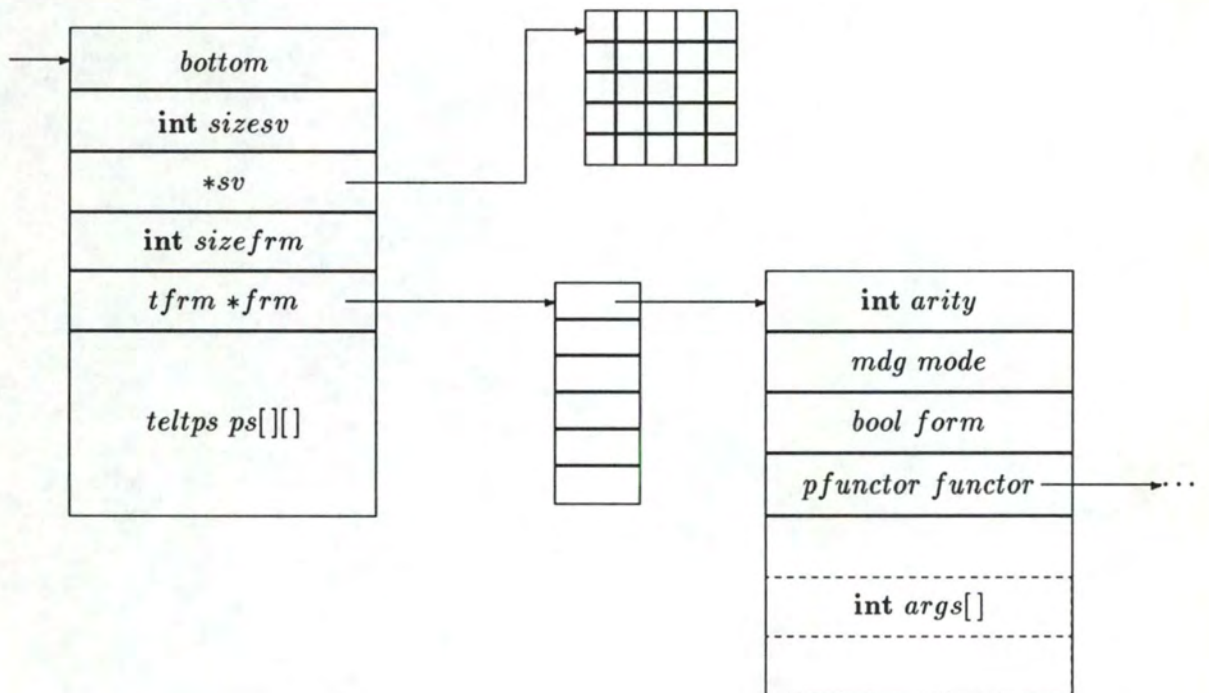 bottom
int sizesv
*sv
int sizefrm
tfrm *frm
teltps ps[][]
int arity
mdg mode
bool form
pfunctor functor ...
int args[]